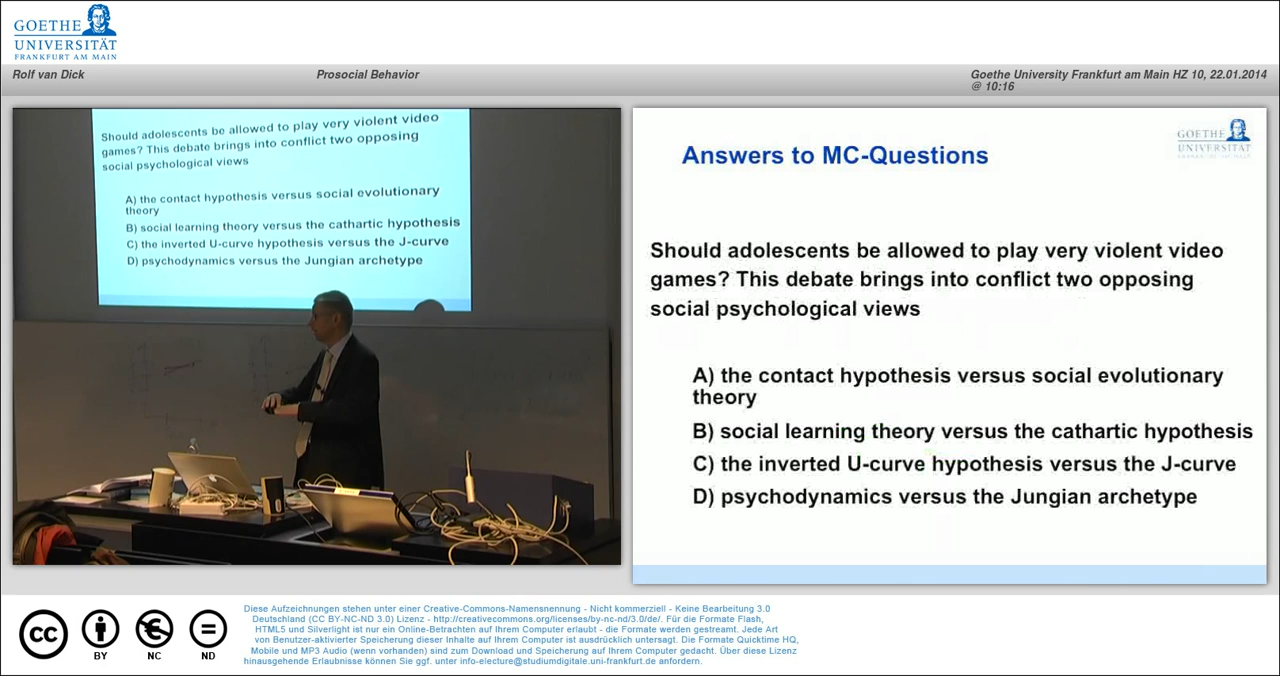 GOETHE
UNIVERSITÄT
FRANKFURT AM MAIN
Rolf van Dick
Prosocial Behavior
Goethe University Frankfurt am Main HZ 10, 22.01.2014
@ 10:16
Should adolescents be allowed to play very violent video
games? This debate brings into conflict two opposing
social psychological views
A) the contact hypothesis versus social evolutionary
theory
B) social learning theory versus the cathartic hypothesis
C) the inverted U-curve hypothesis versus the J-curve
D) psychodynamics versus the Jungian archetype
GOETHE
UNIVERSITÄT
Answers to MC-Questions
Should adolescents be allowed to play very violent video
games? This debate brings into conflict two opposing
social psychological views
A) the contact hypothesis versus social evolutionary
theory
B) social learning theory versus the cathartic hypothesis
C) the inverted U-curve hypothesis versus the J-curve
D) psychodynamics versus the Jungian archetype
cc
BY
NC
ND
Diese Aufzeichnungen stehen unter einer Creative-Commons-Namensnennung - Nicht kommerziell - Keine Bearbeitung 3.0
Deutschland (CC BY-NC-ND 3.0) Lizenz - http://creativecommons.org/licenses/by-nc-nd/3.0/de/. Für die Formate Flash,
HTML5 und Silverlight ist nur ein Online-Betrachten auf Ihrem Computer erlaubt - die Formate werden gestreamt. Jede Art
von Benutzer-aktivierter Speicherung dieser Inhalte auf Ihrem Computer ist ausdrücklich untersagt. Die Formate Quicktime HQ,
Mobile und MP3 Audio (wenn vorhanden) sind zum Download und Speicherung auf Ihrem Computer gedacht. Über diese Lizenz
hinausgehende Erlaubnisse können Sie ggf. unter info-electure@studiumdigitale.uni-frankfurt.de anfordern.